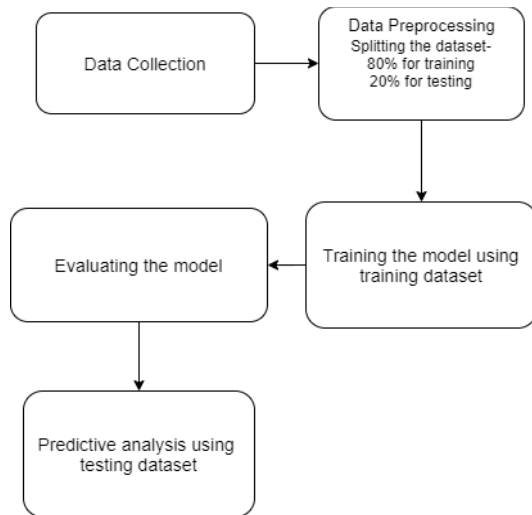 Data Collection
Data Preprocessing
Splitting the dataset-
80% for training
20% for testing
Training the model using
training dataset
Evaluating the model
Predictive analysis using
testing dataset